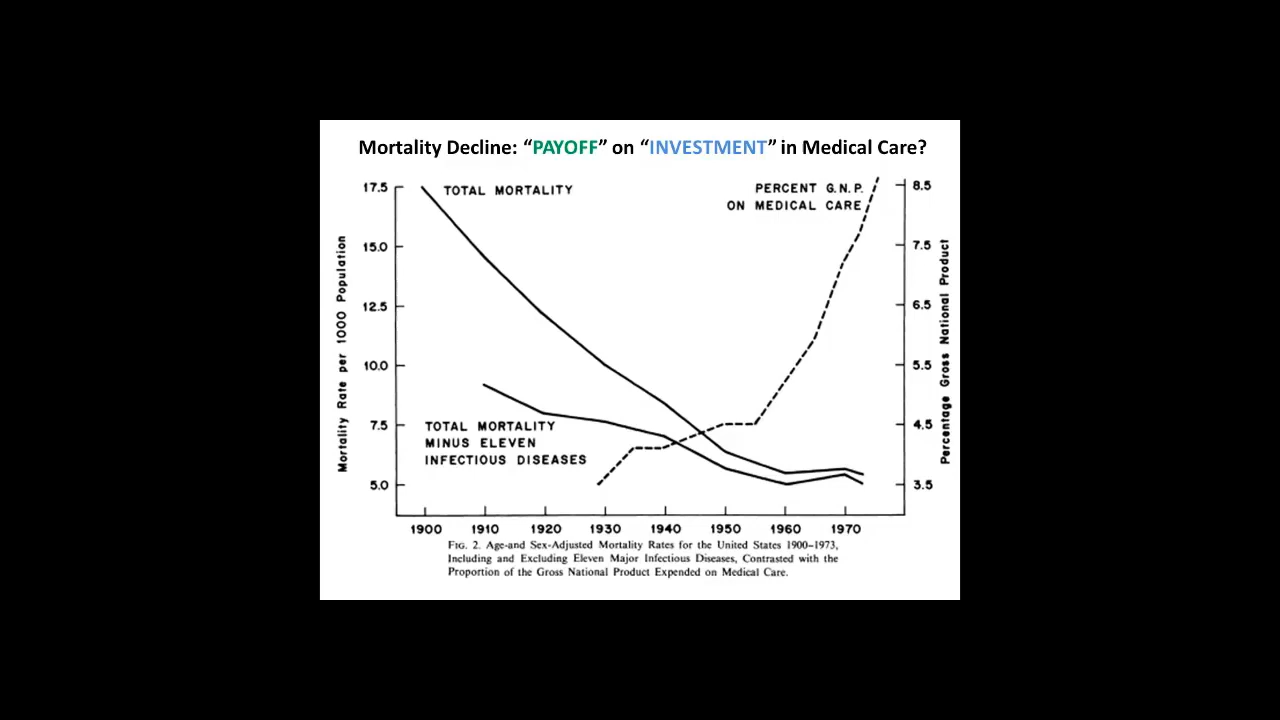 Mortality Decline: “PAYOFF” on “INVESTMENT” in Medical Care?
17.5
15.0
12.5
10.0
7.5
5.0
Mortality Rate per 1000 Population
TOTAL MORTALITY
PERCENT G.N.P.
ON MEDICAL CARE
TOTAL MORTALITY
MINUS ELEVEN
INFECTIOUS DISEASES
8.5
7.5
6.5
5.5
4.5
3.5
Percentage Gross National Product
1900 1910 1920 1930 1940 1950 1960 1970
FIG. 2. Age-and Sex-Adjusted Mortality Rates for the United States 1900–1973,
Including and Excluding Eleven Major Infectious Diseases, Contrasted with the
Proportion of the Gross National Product Expended on Medical Care.